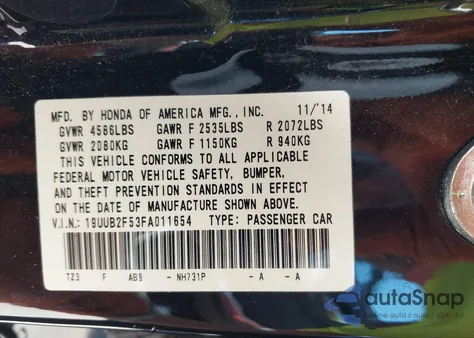 MFD. BY HONDA OF AMERICA MFG., INC. 11/'14
GVWR 4586LBS GAWR F 2535LBS R 2072LBS
GVWR 2080KG GAWR F 1150KG R 940KG
THIS VEHICLE CONFORMS TO ALL APPLICABLE
FEDERAL MOTOR VEHICLE SAFETY, BUMPER,
AND THEFT PREVENTION STANDARDS IN EFFECT
ON THE DATE OF MANUFACTURE SHOWN ABOVE.
V.I.N.: 19UUB2F53FA011654 TYPE: PASSENGER CAR
TZ3 F AB9 - NH731P - A - A
autoSnap